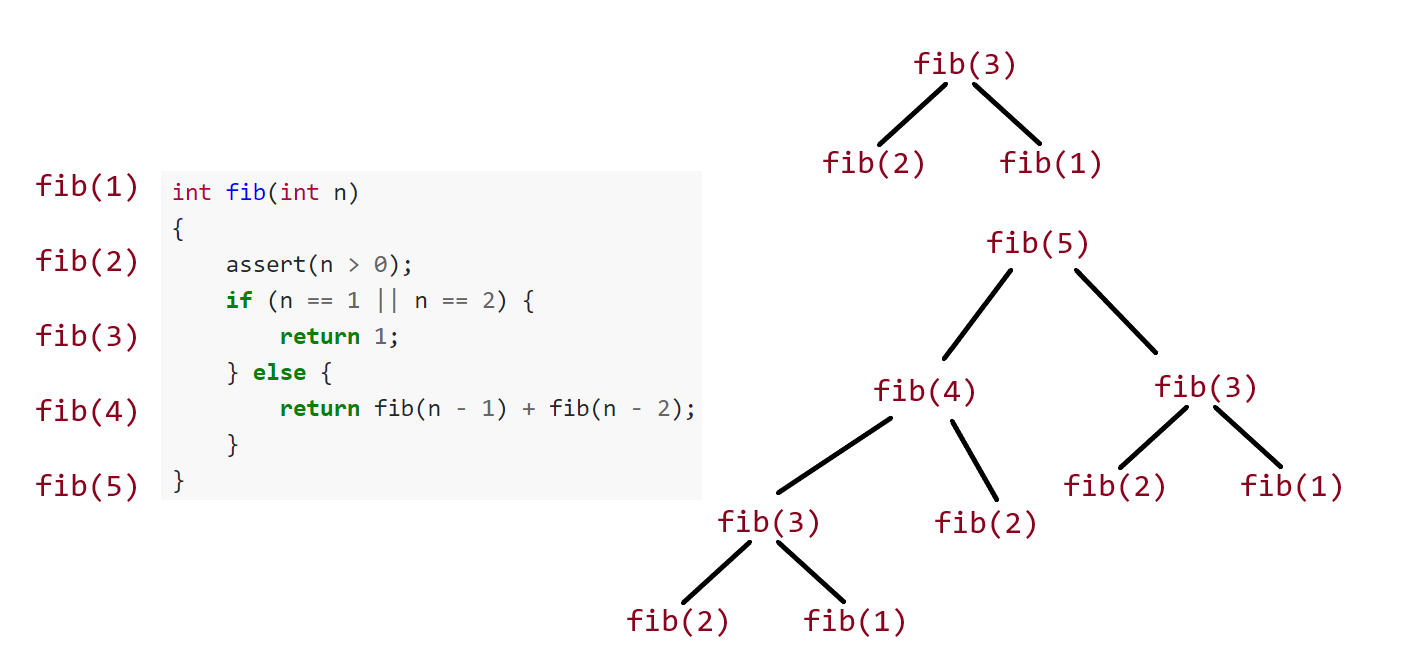 fib(1)
fib(2)
fib(3)
fib(4)
fib(5)
int fib(int n)
{
    assert(n > 0);
    if (n == 1 || n == 2) {
        return 1;
    } else {
        return fib(n - 1) + fib(n - 2);
    }
}
fib(3)
fib(2) fib(1)
fib(5)
fib(4) fib(3)
fib(2) fib(1)
fib(3) fib(2)
fib(2) fib(1)